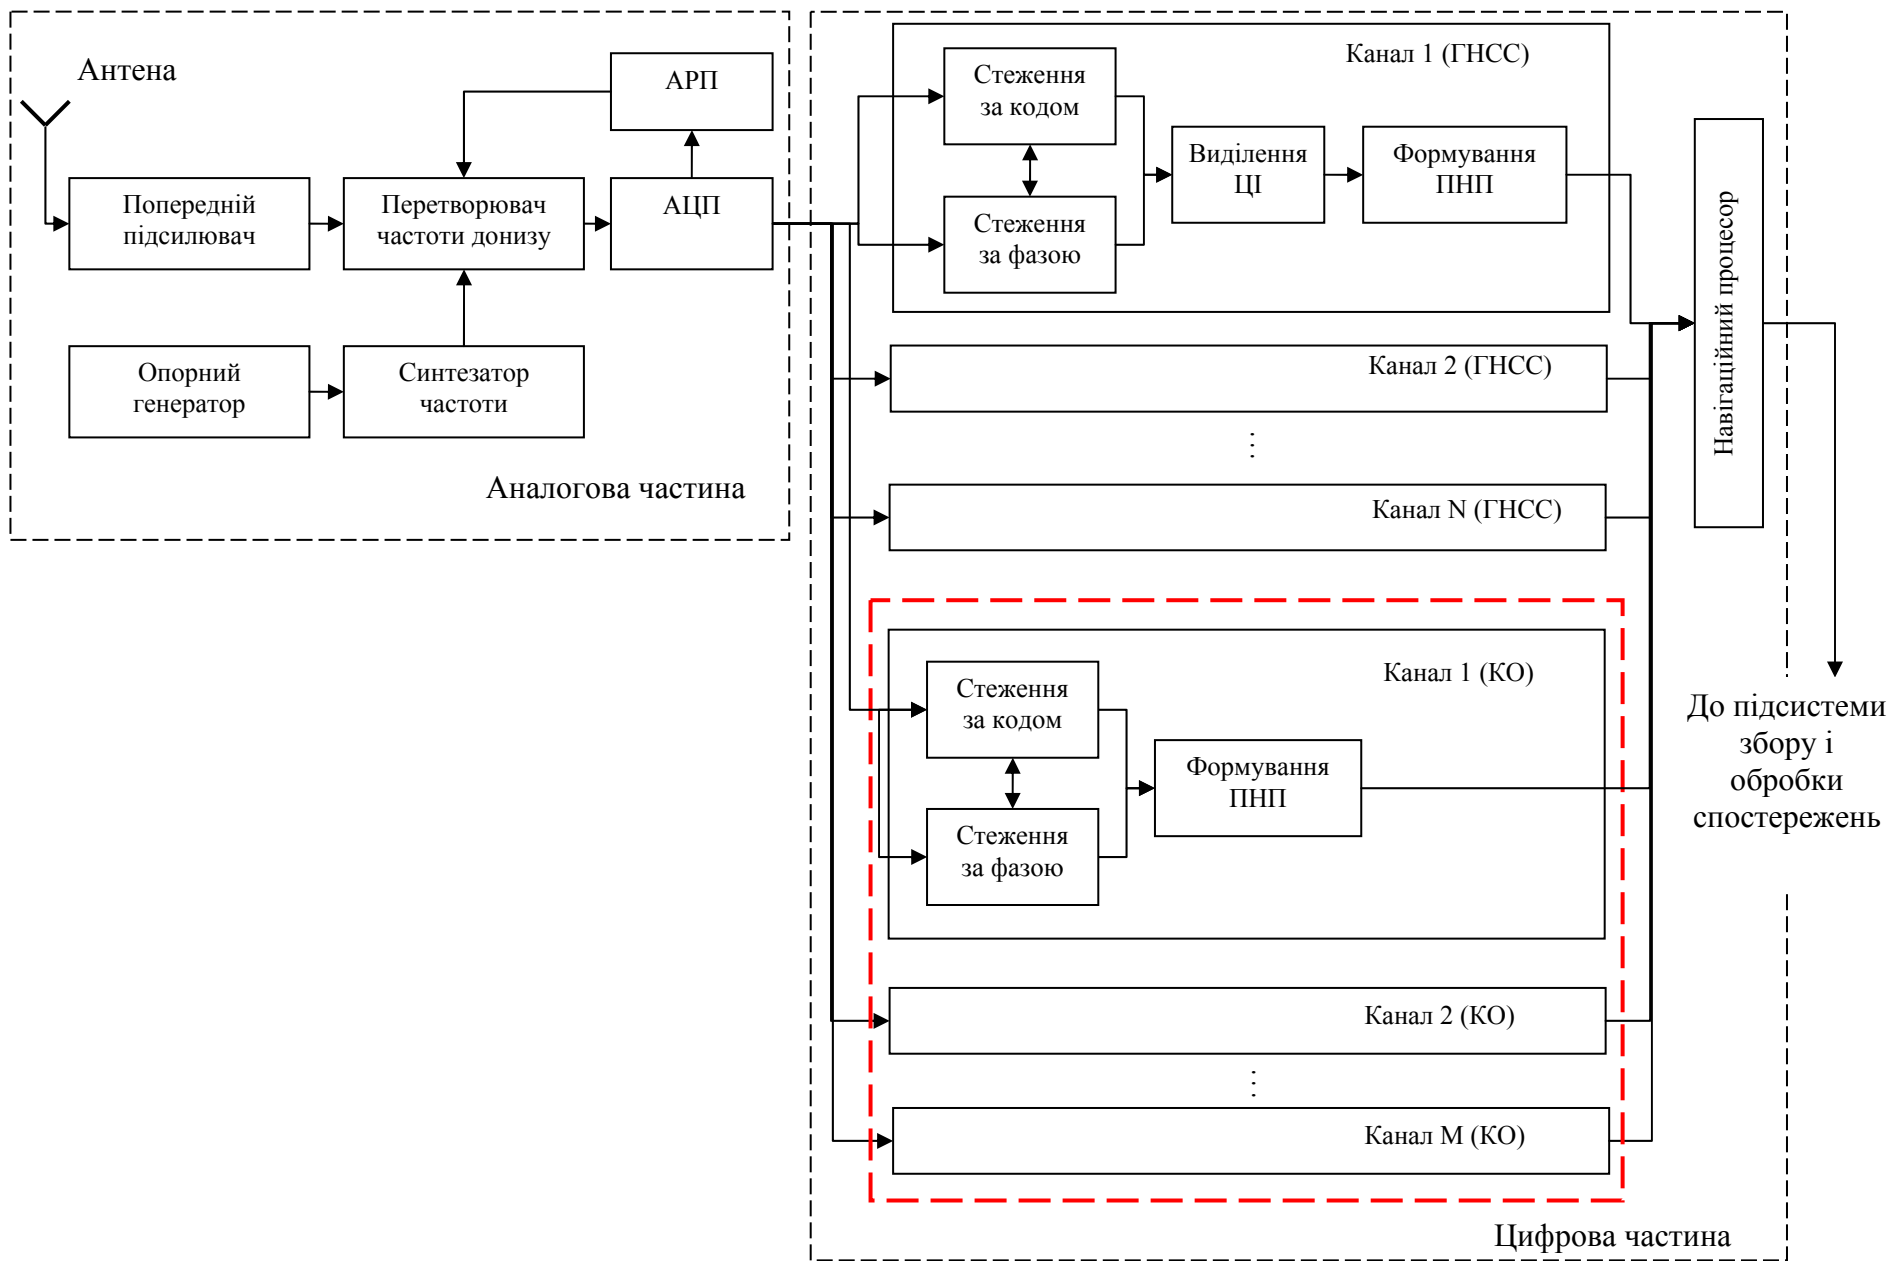 Антена
АРП
Попередній
підсилювач
Перетворювач
частоти донизу
АЦП
Опорний
генератор
Синтезатор
частоти
Аналогова частина
Канал 1 (ГНСС)
Стеження
за кодом
Стеження
за фазою
Виділення
ЦІ
Формування
ПНП
Канал 2 (ГНСС)
...
Канал N (ГНСС)
Навігаційний процесор
Канал 1 (КО)
Стеження
за кодом
Стеження
за фазою
Формування
ПНП
Канал 2 (КО)
...
Канал M (КО)
До підсистеми
збору і
обробки
спостережень
Цифрова частина